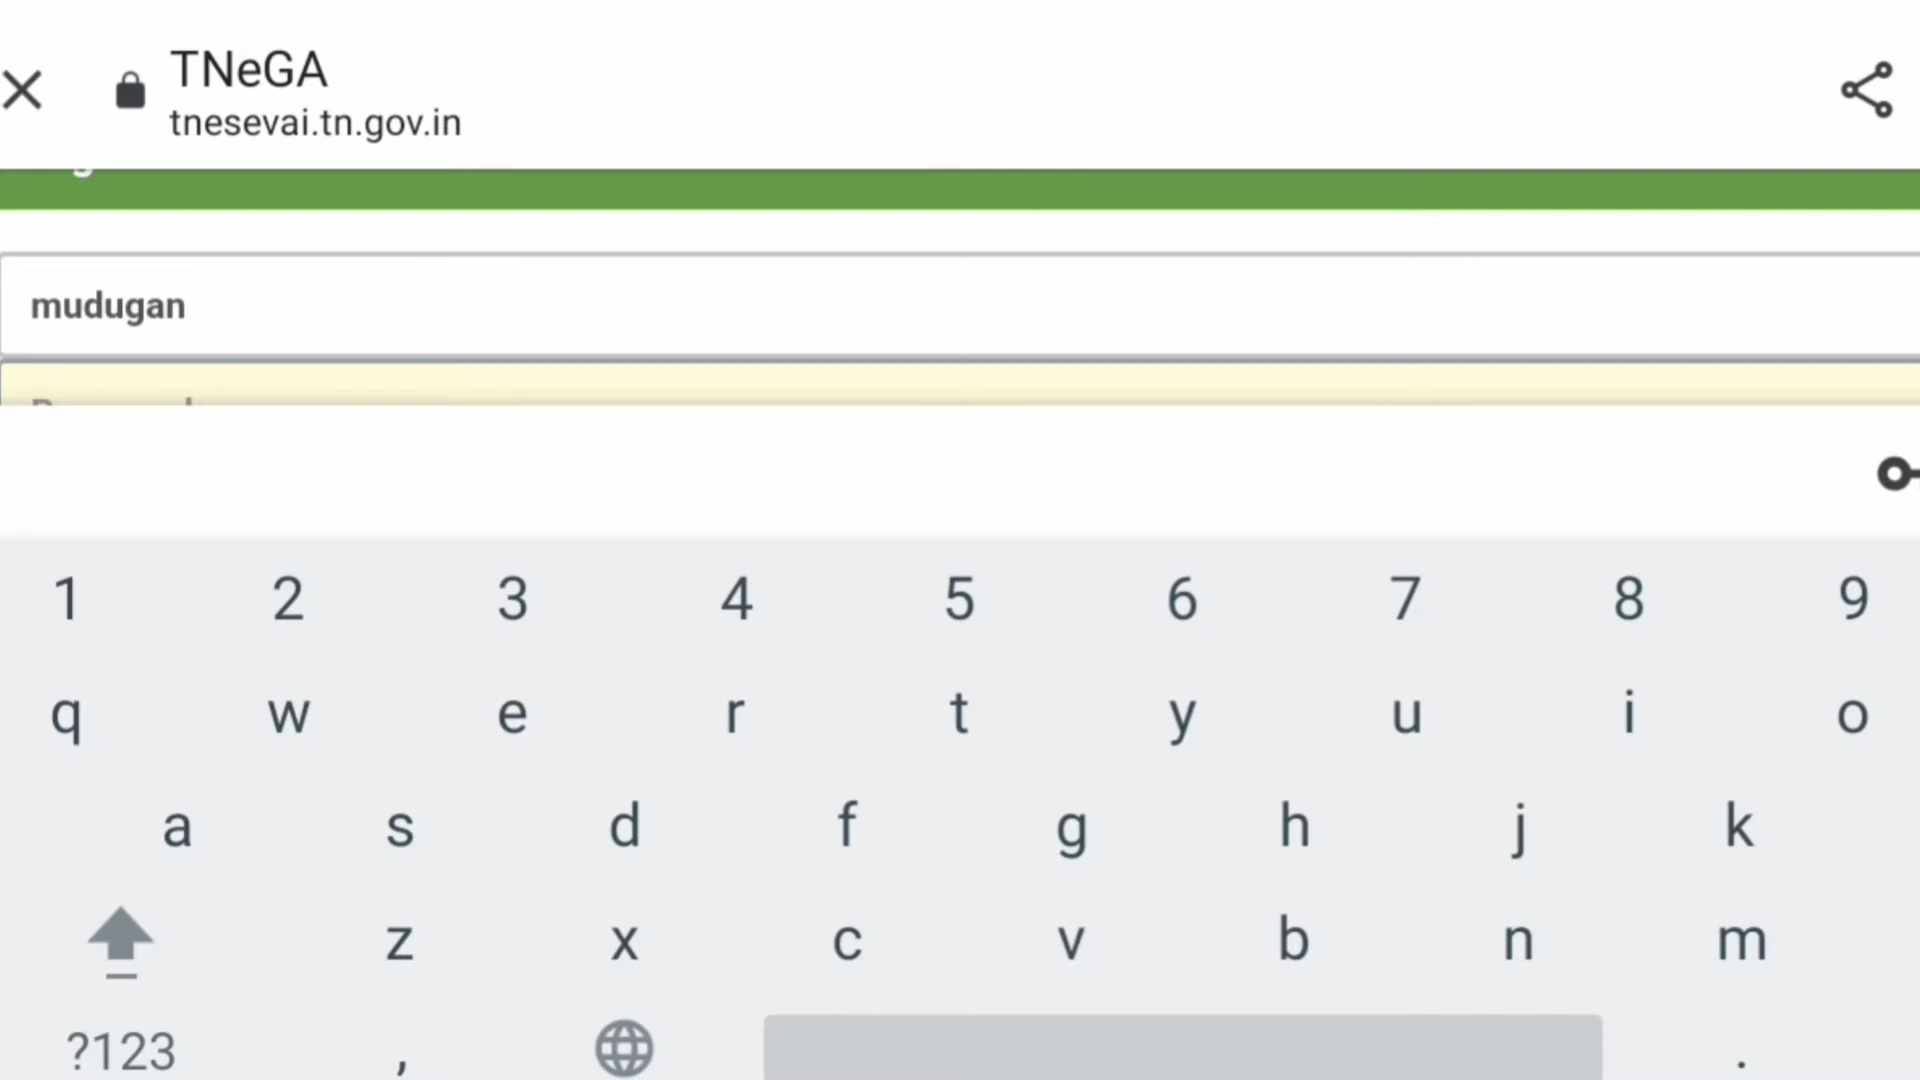 TNeGA
tnesevai.tn.gov.in
mudugan
1 2 3 4 5 6 7 8 9
q w e r t y u i o
a s d f g h j k
z x c v b n m
?123 , .